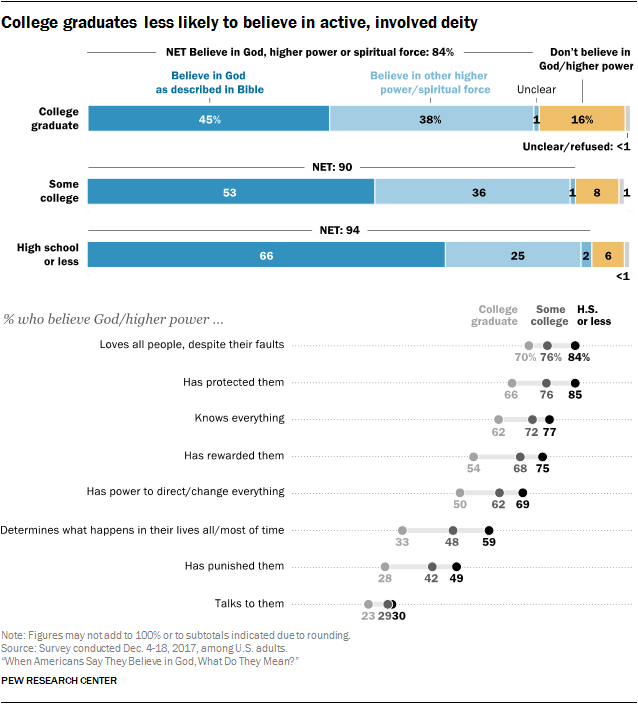 College graduates less likely to believe in active, involved deity
NET Believe in God, higher power or spiritual force: 84%
Don't believe in
God/higher power
Believe in God
as described in Bible
Believe in other higher
power/spiritual force
Unclear
College
graduate
45%
38%
1
16%
Unclear/refused: <1
NET: 90
Some
college
53
36
1
8
1
NET: 94
High school
or less
66
25
2
6
<1
% who believe God/higher power ...
College
graduate
Some
college
H.S.
or less
Loves all people, despite their faults
70% 76% 84%
Has protected them
66 76 85
Knows everything
62 72 77
Has rewarded them
54 68 75
Has power to direct/change everything
50 62 69
Determines what happens in their lives all/most of time
33 48 59
Has punished them
28 42 49
Talks to them
23 29 30
Note: Figures may not add to 100% or to subtotals indicated due to rounding.
Source: Survey conducted Dec. 4-18, 2017, among U.S. adults.
"When Americans Say They Believe in God, What Do They Mean?"
PEW RESEARCH CENTER